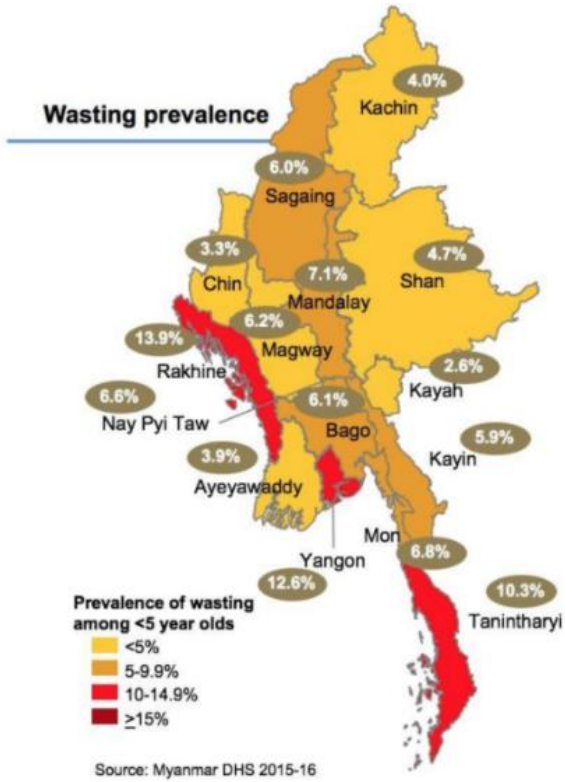 4.0%
Kachin
Wasting prevalence
6.0%
Sagaing
3.3%
Chin
4.7%
Shan
7.1%
Mandalay
6.2%
Magway
13.9%
Rakhine
2.6%
Kayah
6.6%
Nay Pyi Taw
6.1%
Bago
5.9%
Kayin
3.9%
Ayeyawaddy
Mon
6.8%
Yangon
12.6%
10.3%
Tanintharyi
Prevalence of wasting
among <5 year olds
<5%
5-9.9%
10-14.9%
≥15%
Source: Myanmar DHS 2015-16